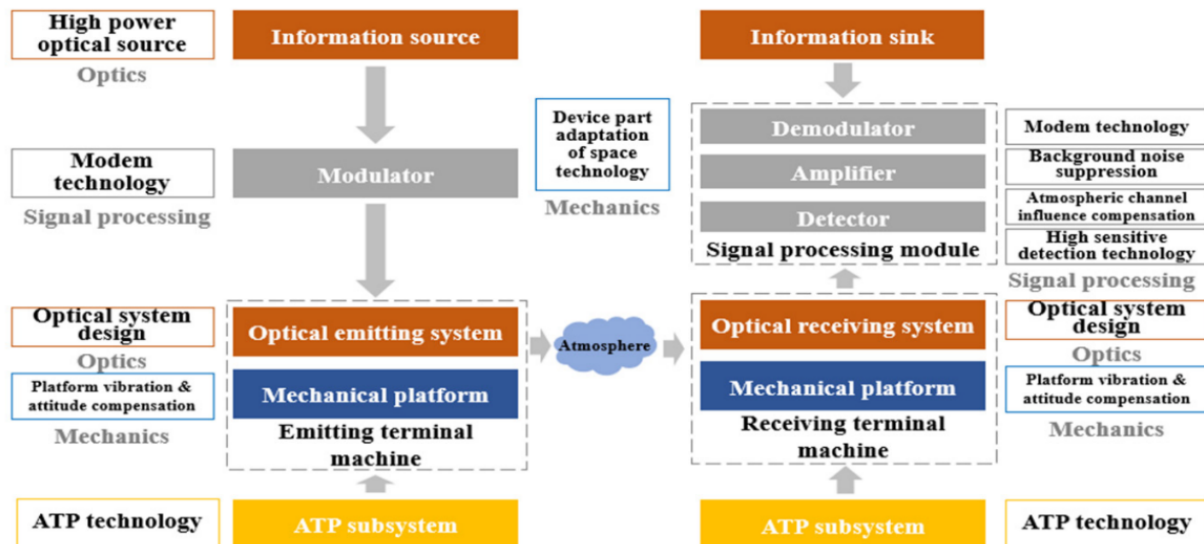 High power
optical source
Optics
Information source
Information sink
Modem
technology
Signal processing
Modulator
Device part
adaptation
of space
technology
Mechanics
Demodulator
Amplifier
Detector
Signal processing module
Modem technology
Background noise
suppression
Atmospheric channel
influence compensation
High sensitive
detection technology
Signal processing
Optical system
design
Optics
Platform vibration &
attitude compensation
Mechanics
Optical emitting system
Mechanical platform
Emitting terminal
machine
Atmosphere
Optical receiving system
Mechanical platform
Receiving terminal
machine
Optical system
design
Optics
Platform vibration &
attitude compensation
Mechanics
ATP technology
ATP subsystem
ATP subsystem
ATP technology